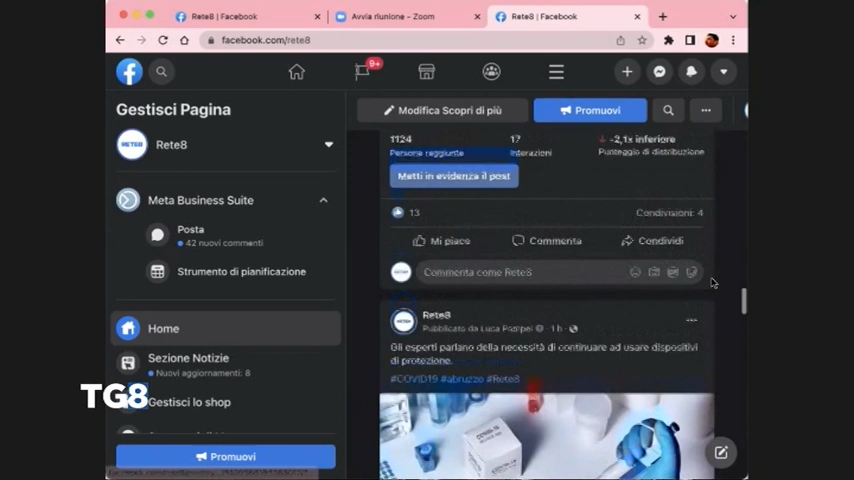 Rete8 | Facebook
Avvia riunione - Zoom
Rete8 | Facebook
facebook.com/rete8
9+
Gestisci Pagina
Modifica Scopri di più
Promuovi
RETE8
Rete8
1124
17
-2,1x inferiore
Persone raggiunte
Interazioni
Punteggio di distribuzione
Metti in evidenza il post
Meta Business Suite
13
Condivisioni: 4
Posta
42 nuovi commenti
Mi piace
Commenta
Condividi
Strumento di pianificazione
Commenta come Rete8
Home
Rete8
Pubblicato da Luca Pompei · 1 h ·
Sezione Notizie
Nuovi aggiornamenti: 8
Gli esperti parlano della necessità di continuare ad usare dispositivi
di protezione.
#COVID19 #abruzzo #Rete8
TG8
Gestisci lo shop
Promuovi